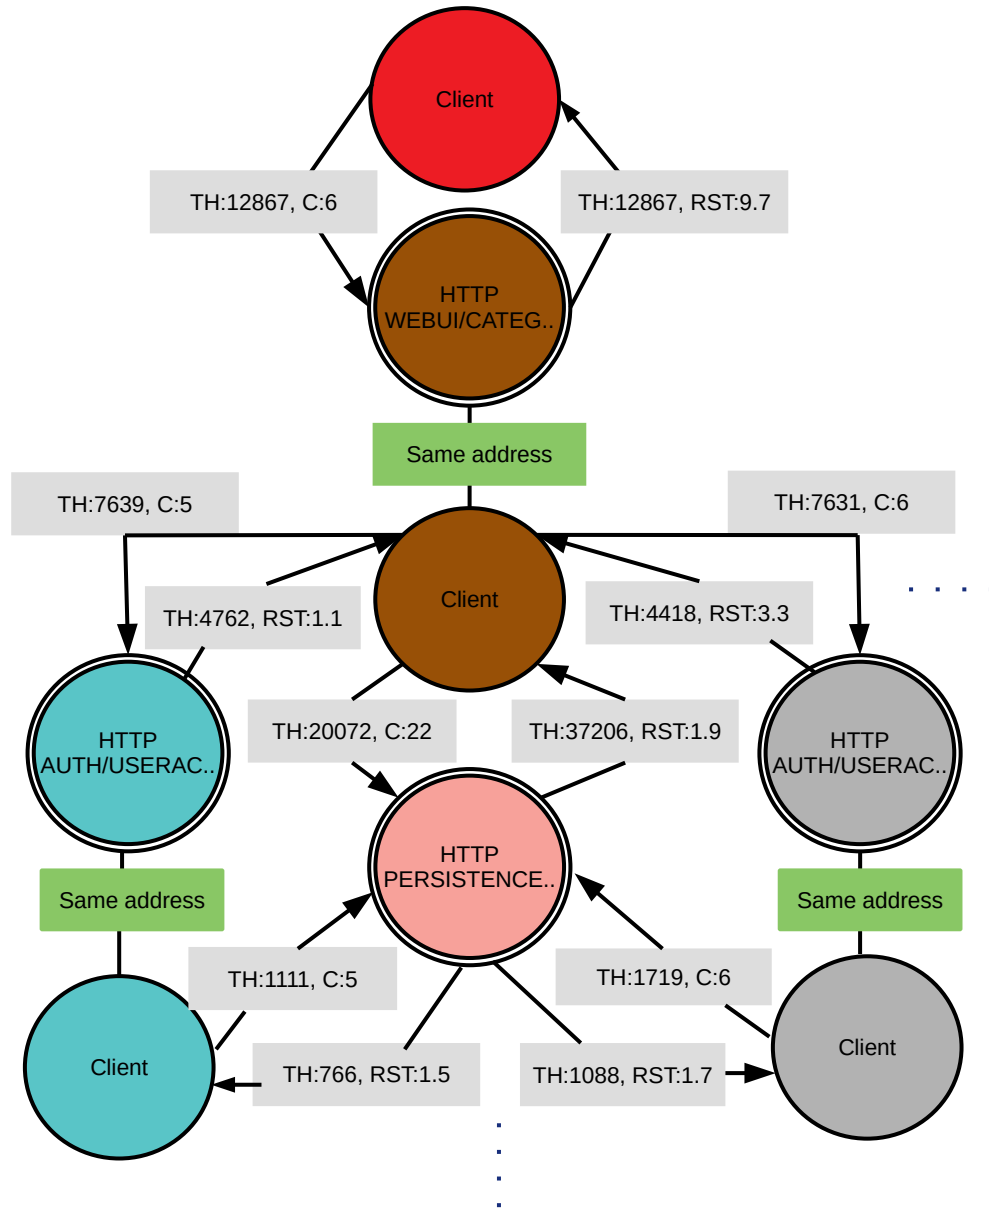 Client
TH:12867, C:6
TH:12867, RST:9.7
HTTP
WEBUI/CATEG..
Same address
TH:7639, C:5
TH:7631, C:6
TH:4762, RST:1.1
Client
TH:4418, RST:3.3
TH:20072, C:22
TH:37206, RST:1.9
HTTP
AUTH/USERAC..
HTTP
AUTH/USERAC..
HTTP
PERSISTENCE..
Same address
Same address
TH:1111, C:5
TH:1719, C:6
Client
TH:766, RST:1.5
TH:1088, RST:1.7
Client